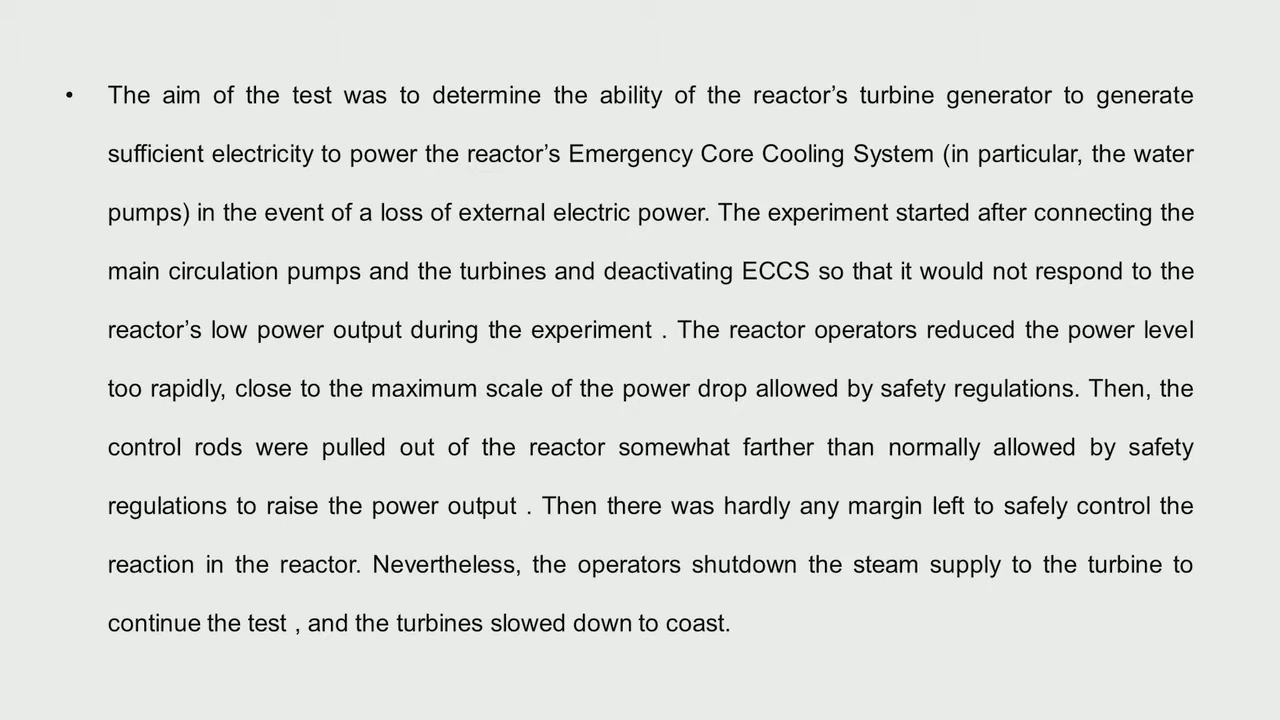 • The aim of the test was to determine the ability of the reactor’s turbine generator to generate
sufficient electricity to power the reactor’s Emergency Core Cooling System (in particular, the water
pumps) in the event of a loss of external electric power. The experiment started after connecting the
main circulation pumps and the turbines and deactivating ECCS so that it would not respond to the
reactor’s low power output during the experiment . The reactor operators reduced the power level
too rapidly, close to the maximum scale of the power drop allowed by safety regulations. Then, the
control rods were pulled out of the reactor somewhat farther than normally allowed by safety
regulations to raise the power output . Then there was hardly any margin left to safely control the
reaction in the reactor. Nevertheless, the operators shutdown the steam supply to the turbine to
continue the test , and the turbines slowed down to coast.